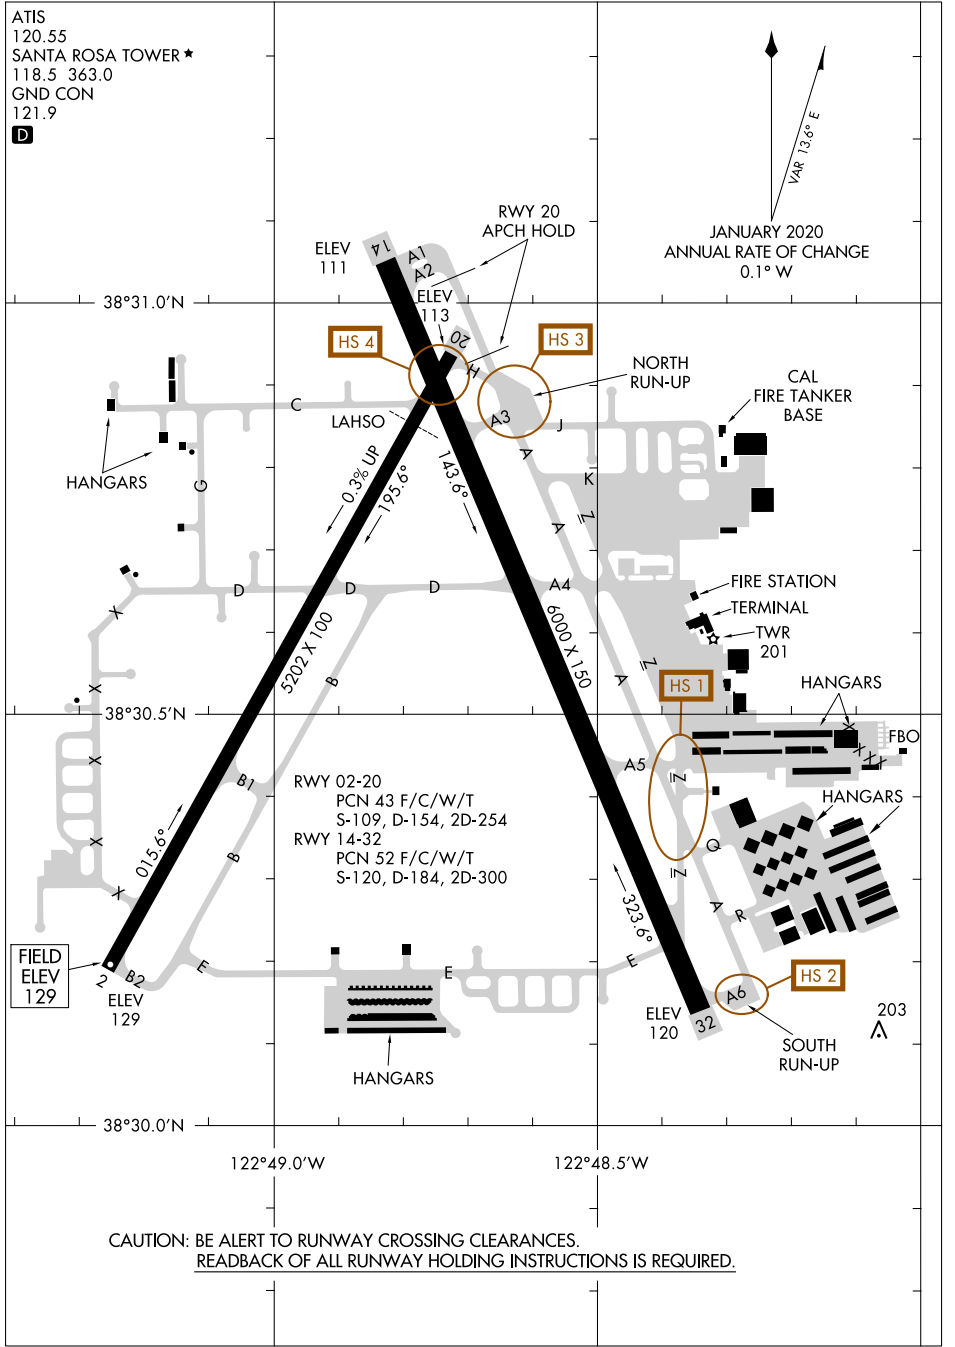 ATIS
120.55
SANTA ROSA TOWER ★
118.5 363.0
GND CON
121.9
D
VAR 13.6° E
JANUARY 2020
ANNUAL RATE OF CHANGE
0.1° W
RWY 20
APCH HOLD
ELEV
111
14
A1
A2
ELEV
113
20
38°31.0'N
HS 4
HS 3
H
NORTH
RUN-UP
CAL
FIRE TANKER
BASE
C
LAHSO
A3
J
A
HANGARS
G
0.3% UP
195.6°
143.6°
K
Z
A
D
D
D
A4
FIRE STATION
TERMINAL
TWR
201
X
5202 X 100
6000 X 150
B
A
Z
X
HS 1
HANGARS
38°30.5'N
X
X
X
X
FBO
X
A5
Z
B1
RWY 02-20
PCN 43 F/C/W/T
S-109, D-154, 2D-254
RWY 14-32
PCN 52 F/C/W/T
S-120, D-184, 2D-300
HANGARS
015.6°
X
B
Q
Z
X
A
R
323.6°
FIELD
ELEV
129
2
B2
ELEV
129
E
E
E
HS 2
A6
ELEV
120
32
203
SOUTH
RUN-UP
HANGARS
38°30.0'N
122°49.0'W
122°48.5'W
CAUTION: BE ALERT TO RUNWAY CROSSING CLEARANCES.
READBACK OF ALL RUNWAY HOLDING INSTRUCTIONS IS REQUIRED.